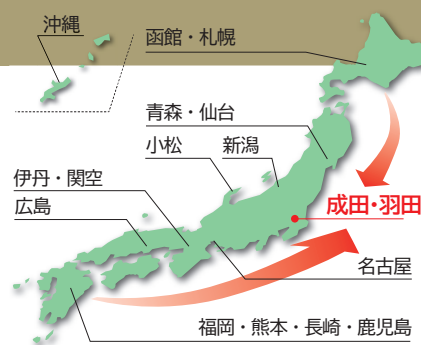 沖縄
函館・札幌
青森・仙台
小松
新潟
伊丹・関空
広島
成田・羽田
名古屋
福岡・熊本・長崎・鹿児島